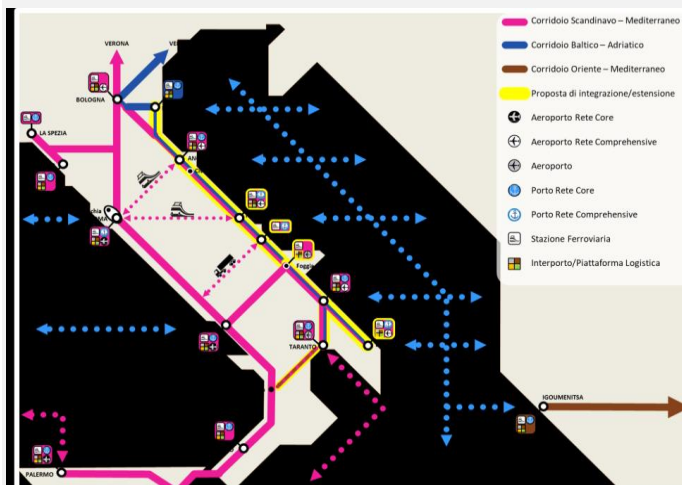 Corridoio Scandinavo – Mediterraneo
Corridoio Baltico – Adriatico
Corridoio Oriente – Mediterraneo
Proposta di integrazione/estensione
Aeroporto Rete Core
Aeroporto Rete Comprehensive
Aeroporto
Porto Rete Core
Porto Rete Comprehensive
Stazione Ferroviaria
Interporto/Piattaforma Logistica
VERONA
BOLOGNA
LA SPEZIA
Foggia
TARANTO
IGOUMENITSA
PALERMO